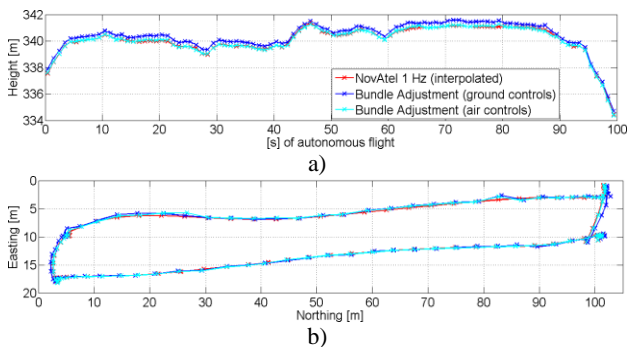 342
340
338
336
334
Height [m]
NovAtel 1 Hz (interpolated)
Bundle Adjustment (ground controls)
Bundle Adjustment (air controls)
0 10 20 30 40 50 60 70 80 90 100
[s] of autonomous flight
a)
0
5
10
15
20
Easting [m]
0 10 20 30 40 50 60 70 80 90 100
Northing [m]
b)